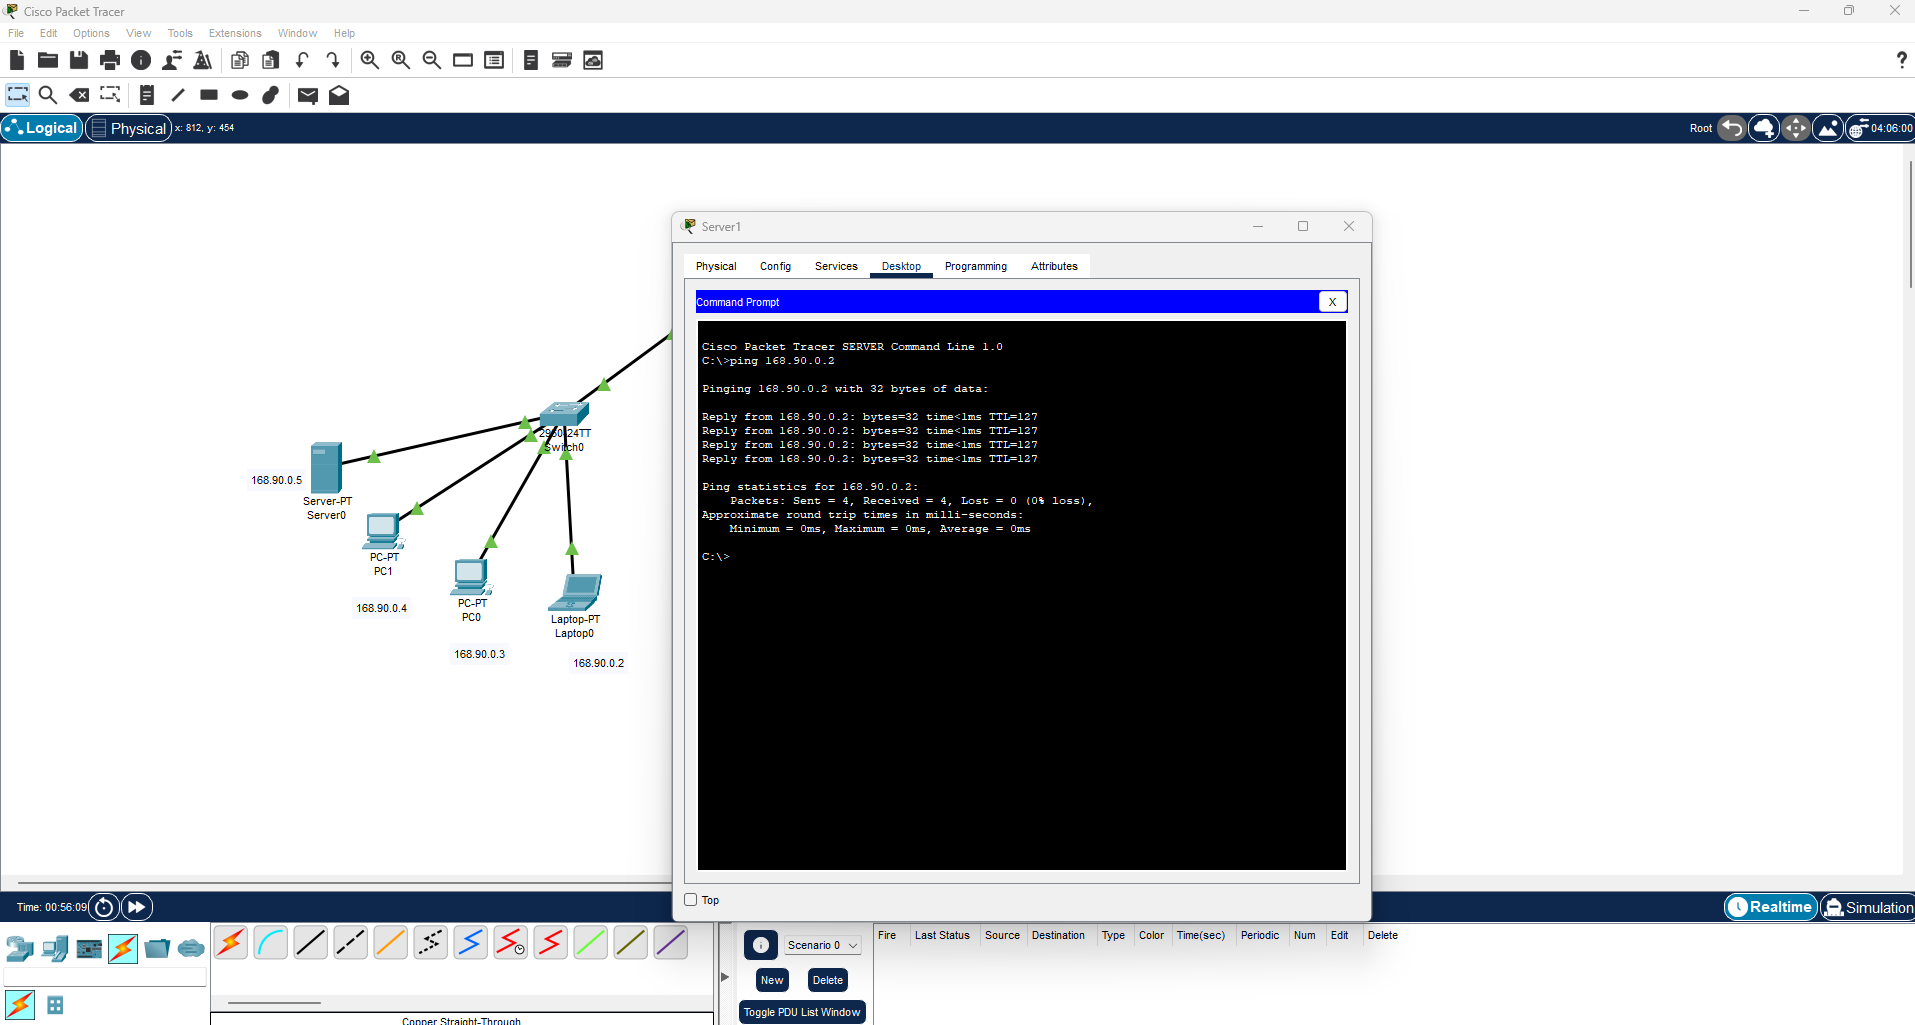 Cisco Packet Tracer
File Edit Options View Tools Extensions Window Help
?
Logical Physical x: 812, y: 454 Root 04:06:00
Server1
Physical Config Services Desktop Programming Attributes
Command Prompt X
Cisco Packet Tracer SERVER Command Line 1.0
C:\>ping 168.90.0.2
Pinging 168.90.0.2 with 32 bytes of data:
Reply from 168.90.0.2: bytes=32 time<1ms TTL=127
Reply from 168.90.0.2: bytes=32 time<1ms TTL=127
Reply from 168.90.0.2: bytes=32 time<1ms TTL=127
Reply from 168.90.0.2: bytes=32 time<1ms TTL=127
Ping statistics for 168.90.0.2:
Packets: Sent = 4, Received = 4, Lost = 0 (0% loss),
Approximate round trip times in milli-seconds:
Minimum = 0ms, Maximum = 0ms, Average = 0ms
C:\>
Top
2960-24TT
Switch0
168.90.0.5
Server-PT
Server0
PC-PT
PC1
168.90.0.4
PC-PT
PC0
168.90.0.3
Laptop-PT
Laptop0
168.90.0.2
Time: 00:56:09 Realtime Simulation
Scenario 0
New Delete
Toggle PDU List Window
Fire Last Status Source Destination Type Color Time(sec) Periodic Num Edit Delete
Copper Straight-Through